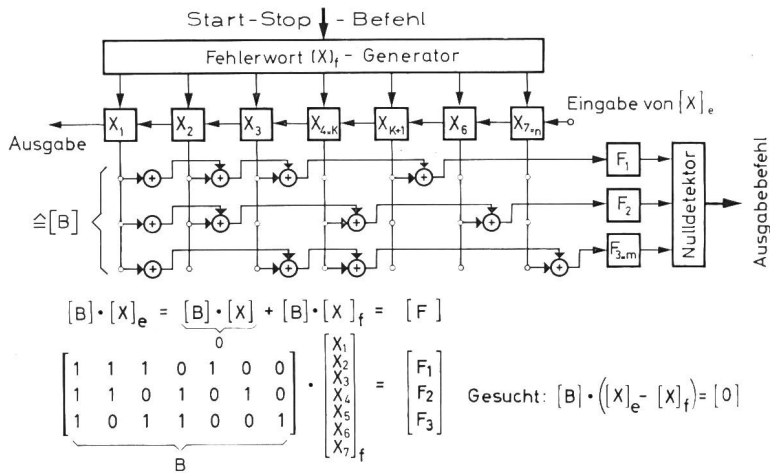 Start-Stop - Befehl
Fehlerwort (X)f - Generator
X1 X2 X3 X4=K XK+1 X6 X7=n
Eingabe von [X]e
Ausgabe
≙[B]
F1
F2
F3=m
Nulldetektor
Ausgabebefehl
[B]·[X]e = [B]·[X] + [B]·[X]f = [F]
0
[1 1 1 0 1 0 0
1 1 0 1 0 1 0
1 0 1 1 0 0 1]
B
·
[X1
X2
X3
X4
X5
X6
X7]f
=
[F1
F2
F3]
Gesucht: [B]·([X]e- [X]f)=[0]